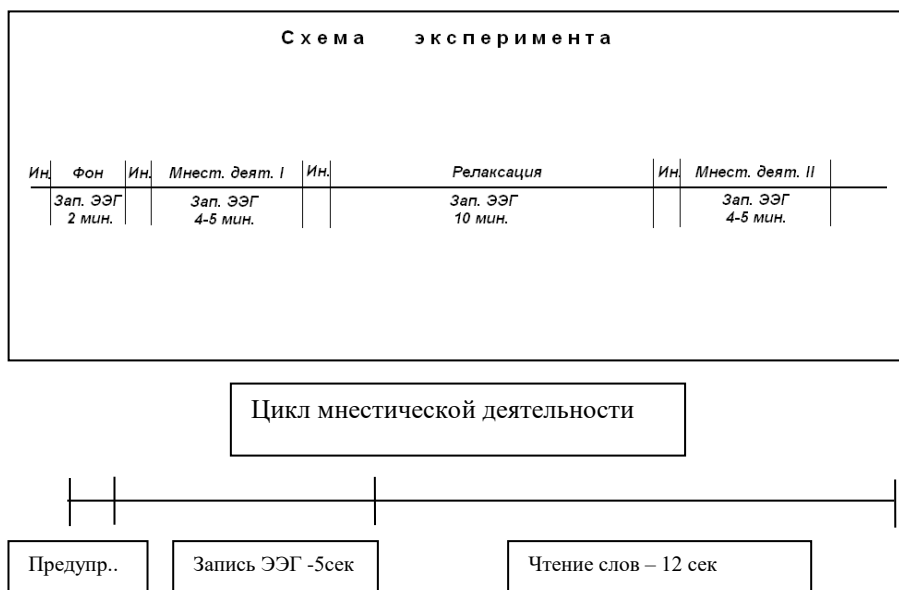 Схема эксперимента
Ин. Фон Ин. Мнест. деят. I Ин. Релаксация Ин. Мнест. деят. II
Зап. ЭЭГ Зап. ЭЭГ Зап. ЭЭГ Зап. ЭЭГ
2 мин. 4-5 мин. 10 мин. 4-5 мин.
Цикл мнестической деятельности
Предупр.. Запись ЭЭГ -5сек Чтение слов – 12 сек